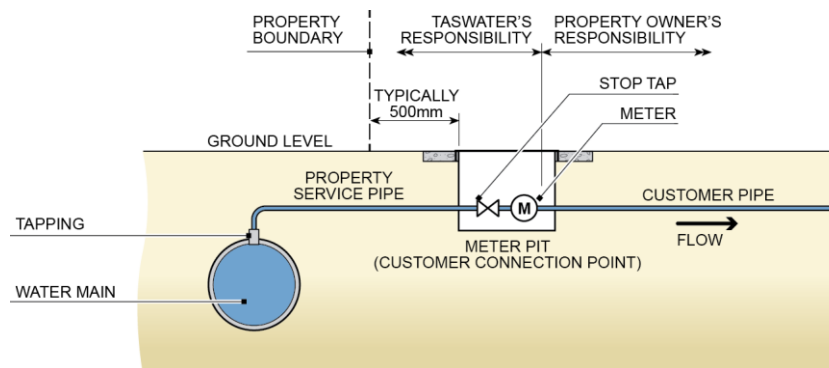 PROPERTY
BOUNDARY
TASWATER'S
RESPONSIBILITY
PROPERTY OWNER'S
RESPONSIBILITY
STOP TAP
TYPICALLY
500mm
METER
GROUND LEVEL
PROPERTY
SERVICE PIPE
CUSTOMER PIPE
M
TAPPING
FLOW
METER PIT
(CUSTOMER CONNECTION POINT)
WATER MAIN